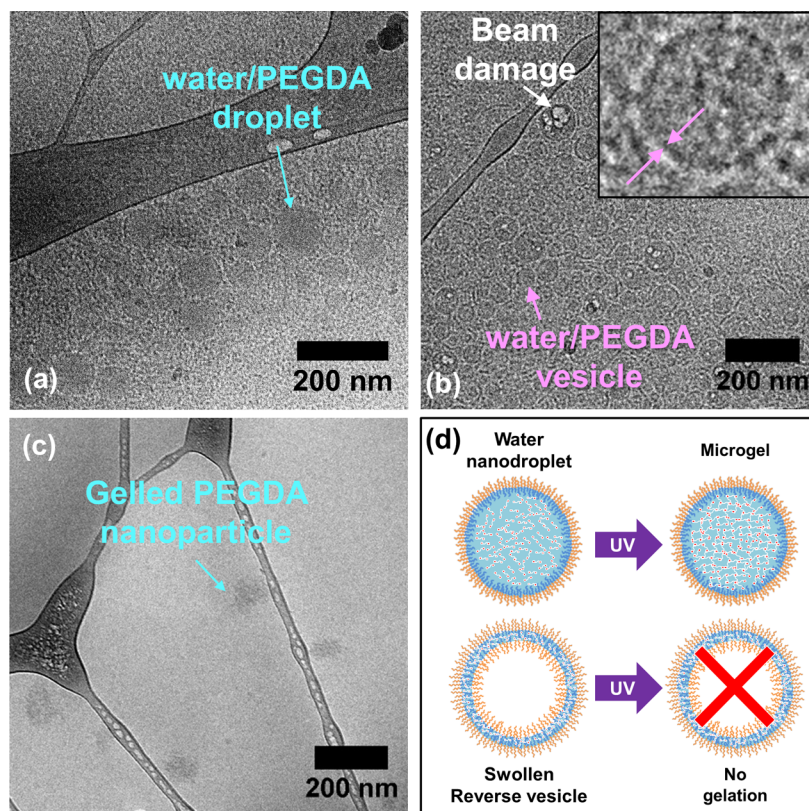 water/PEGDA
droplet
200 nm
(a)
Beam
damage
water/PEGDA
vesicle
200 nm
(b)
(c)
Gelled PEGDA
nanoparticle
200 nm
(d)
Water
nanodroplet
Microgel
UV
UV
Swollen
Reverse vesicle
No
gelation